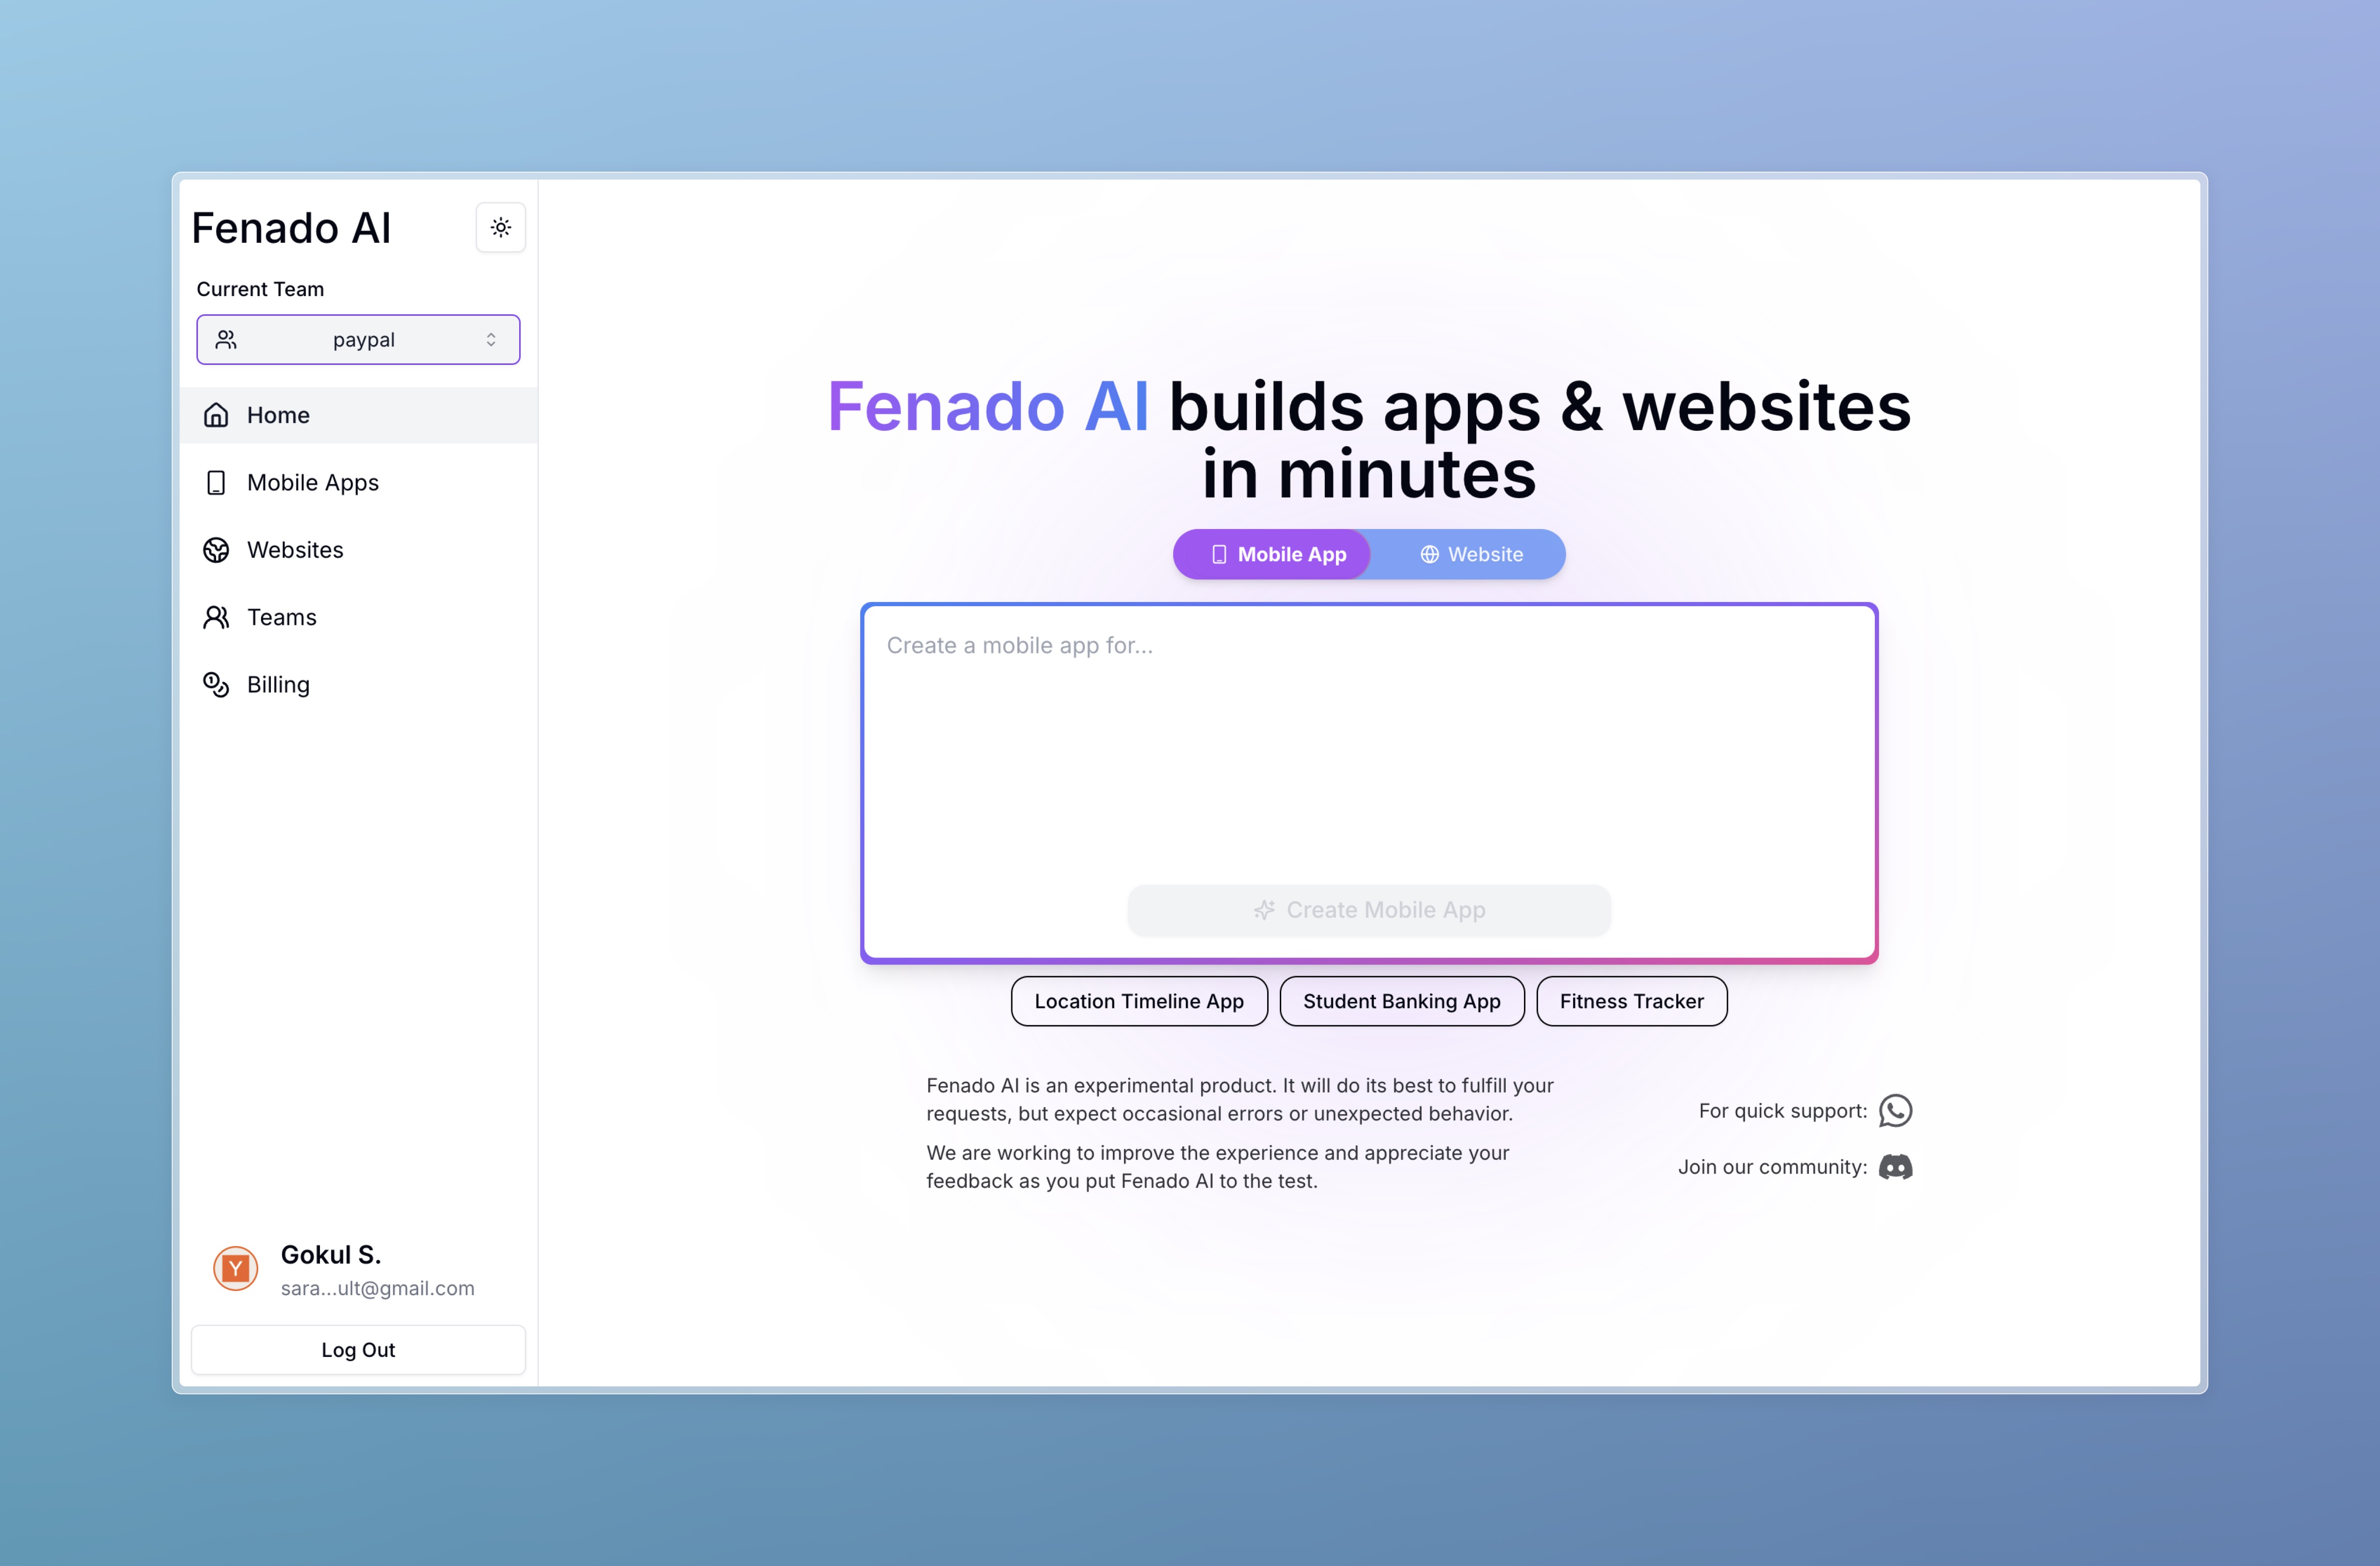 Fenado AI
Current Team
paypal
Home
Mobile Apps
Websites
Teams
Billing
Gokul S.
sara...ult@gmail.com
Log Out
Fenado AI builds apps & websites
in minutes
Mobile App
Website
Create a mobile app for...
Create Mobile App
Location Timeline App
Student Banking App
Fitness Tracker
Fenado AI is an experimental product. It will do its best to fulfill your
requests, but expect occasional errors or unexpected behavior.
We are working to improve the experience and appreciate your
feedback as you put Fenado AI to the test.
For quick support:
Join our community: